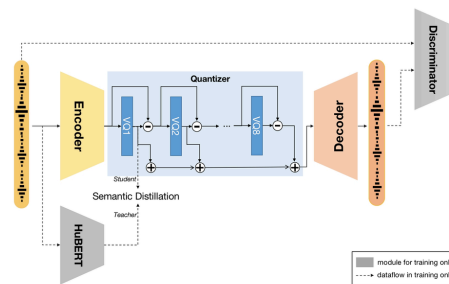 Discriminator
Quantizer
Encoder
VQ1
VQ2
...
VQ8
Decoder
Student
Semantic Distillation
Teacher
HuBERT
module for training onl
dataflow in training onl